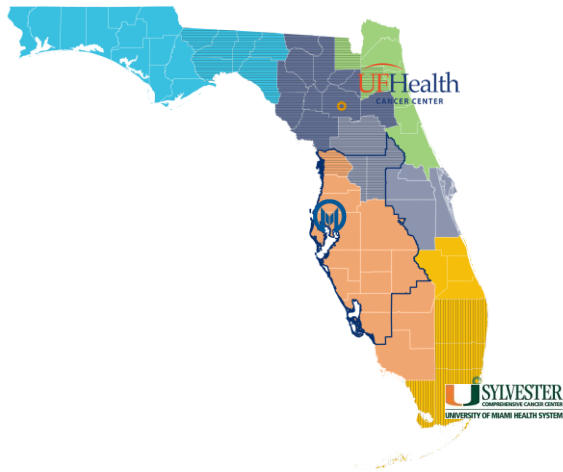 UFHealth
CANCER CENTER
SYLVESTER
COMPREHENSIVE CANCER CENTER
UNIVERSITY OF MIAMI HEALTH SYSTEM